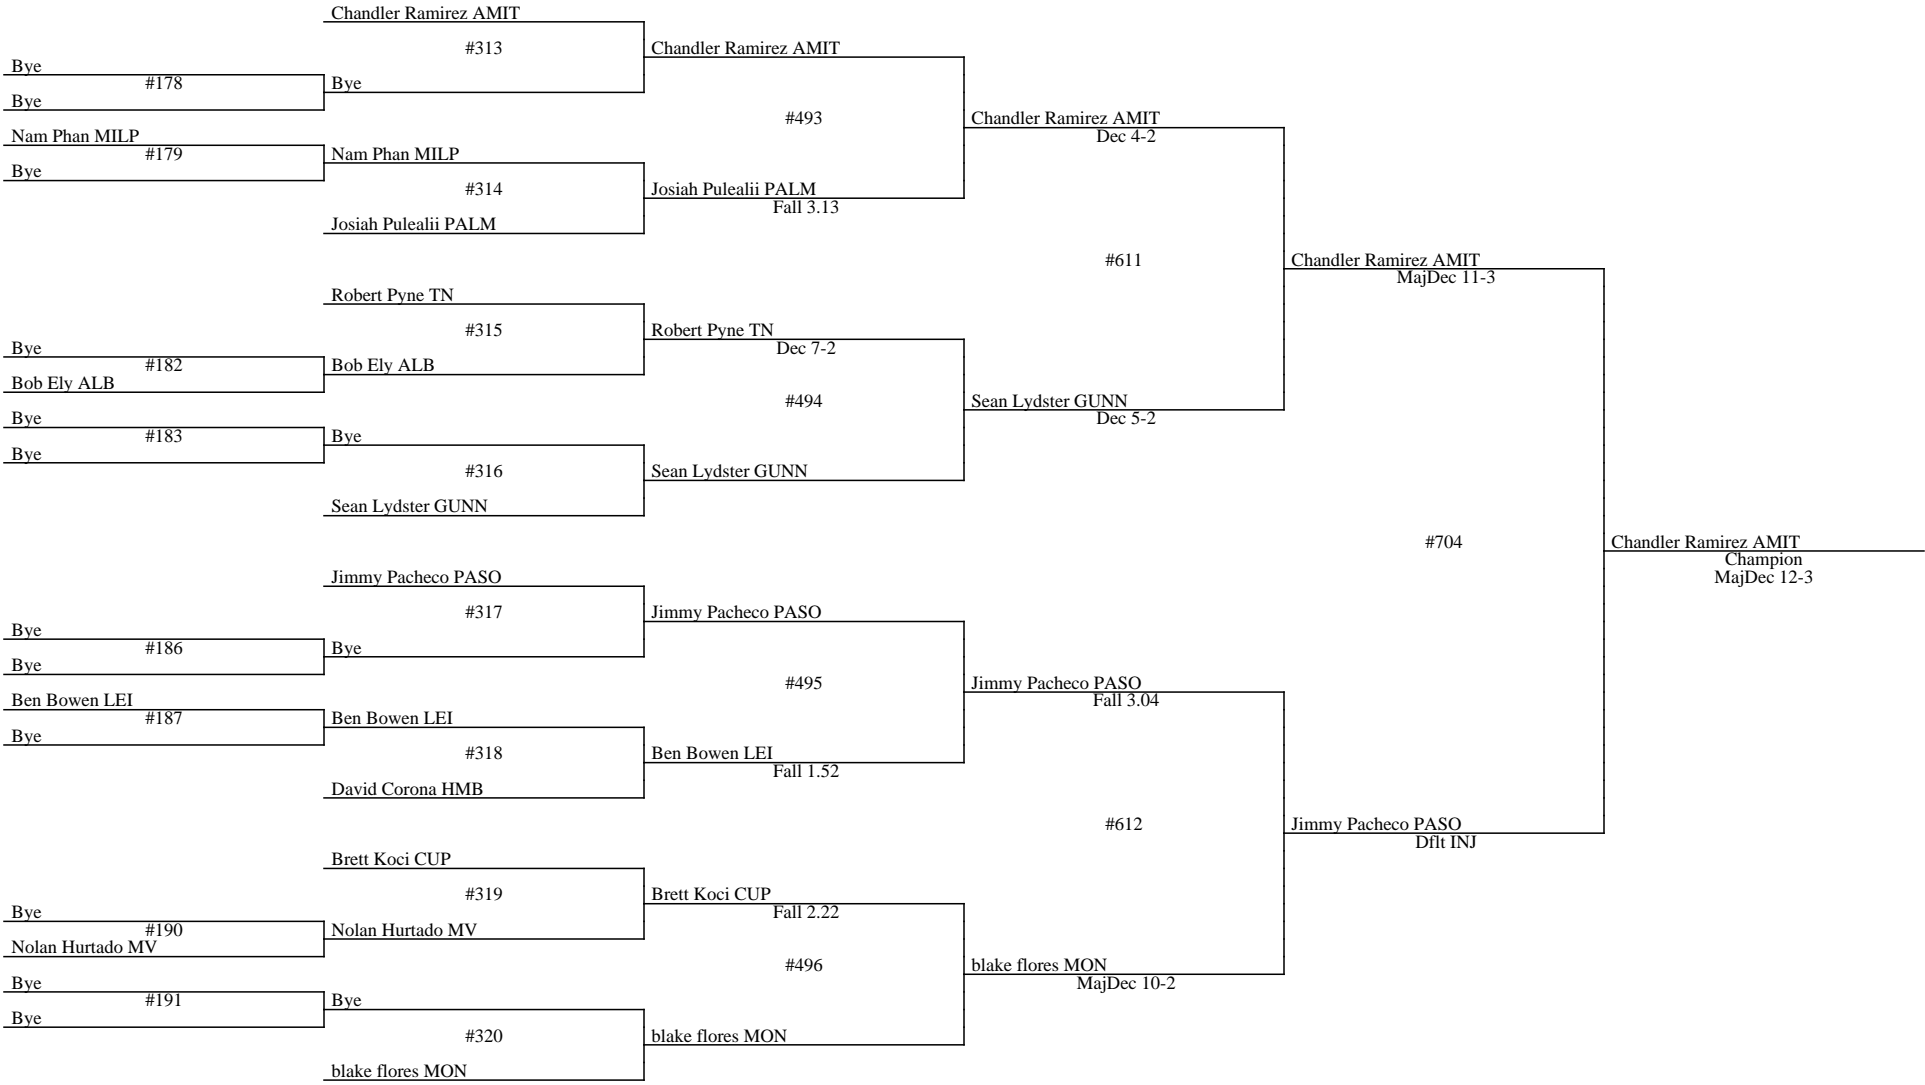 Chandler Ramirez AMIT
#313
Chandler Ramirez AMIT
Bye
#178
Bye
Bye
#493
Chandler Ramirez AMIT
Dec 4-2
Nam Phan MILP
#179
Nam Phan MILP
Bye
#314
Josiah Pulealii PALM
Fall 3.13
Josiah Pulealii PALM
#611
Chandler Ramirez AMIT
MajDec 11-3
Robert Pyne TN
#315
Robert Pyne TN
Dec 7-2
Bye
#182
Bob Ely ALB
Bob Ely ALB
#494
Sean Lydster GUNN
Dec 5-2
Bye
#183
Bye
Bye
#316
Sean Lydster GUNN
Sean Lydster GUNN
#704
Chandler Ramirez AMIT
Champion
MajDec 12-3
Jimmy Pacheco PASO
#317
Jimmy Pacheco PASO
Bye
#186
Bye
Bye
#495
Jimmy Pacheco PASO
Fall 3.04
Ben Bowen LEI
#187
Ben Bowen LEI
Bye
#318
Ben Bowen LEI
Fall 1.52
David Corona HMB
#612
Jimmy Pacheco PASO
Dflt INJ
Brett Koci CUP
#319
Brett Koci CUP
Fall 2.22
Bye
#190
Nolan Hurtado MV
Nolan Hurtado MV
#496
blake flores MON
MajDec 10-2
Bye
#191
Bye
Bye
#320
blake flores MON
blake flores MON